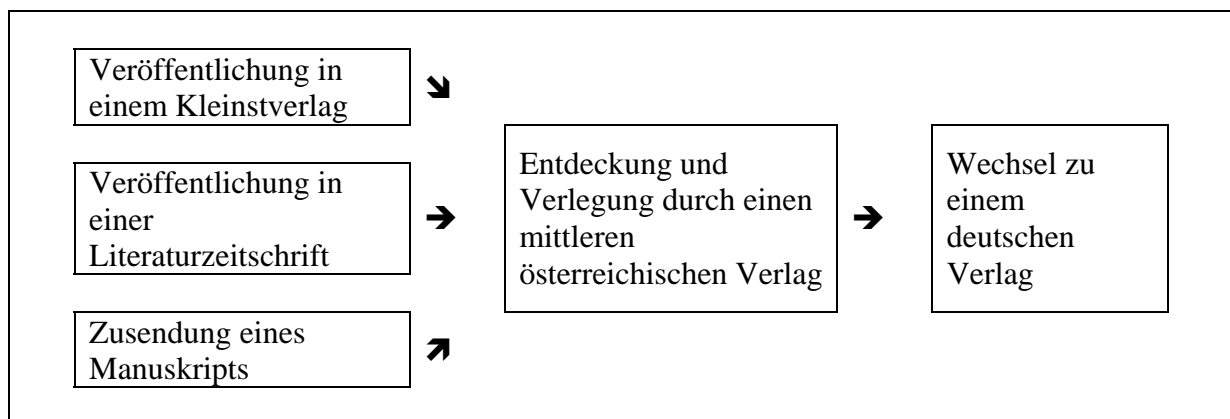 Veröffentlichung in
einem Kleinstverlag
Veröffentlichung in
einer
Literaturzeitschrift
Zusendung eines
Manuskripts
Entdeckung und
Verlegung durch einen
mittleren
österreichischen Verlag
Wechsel zu
einem
deutschen
Verlag